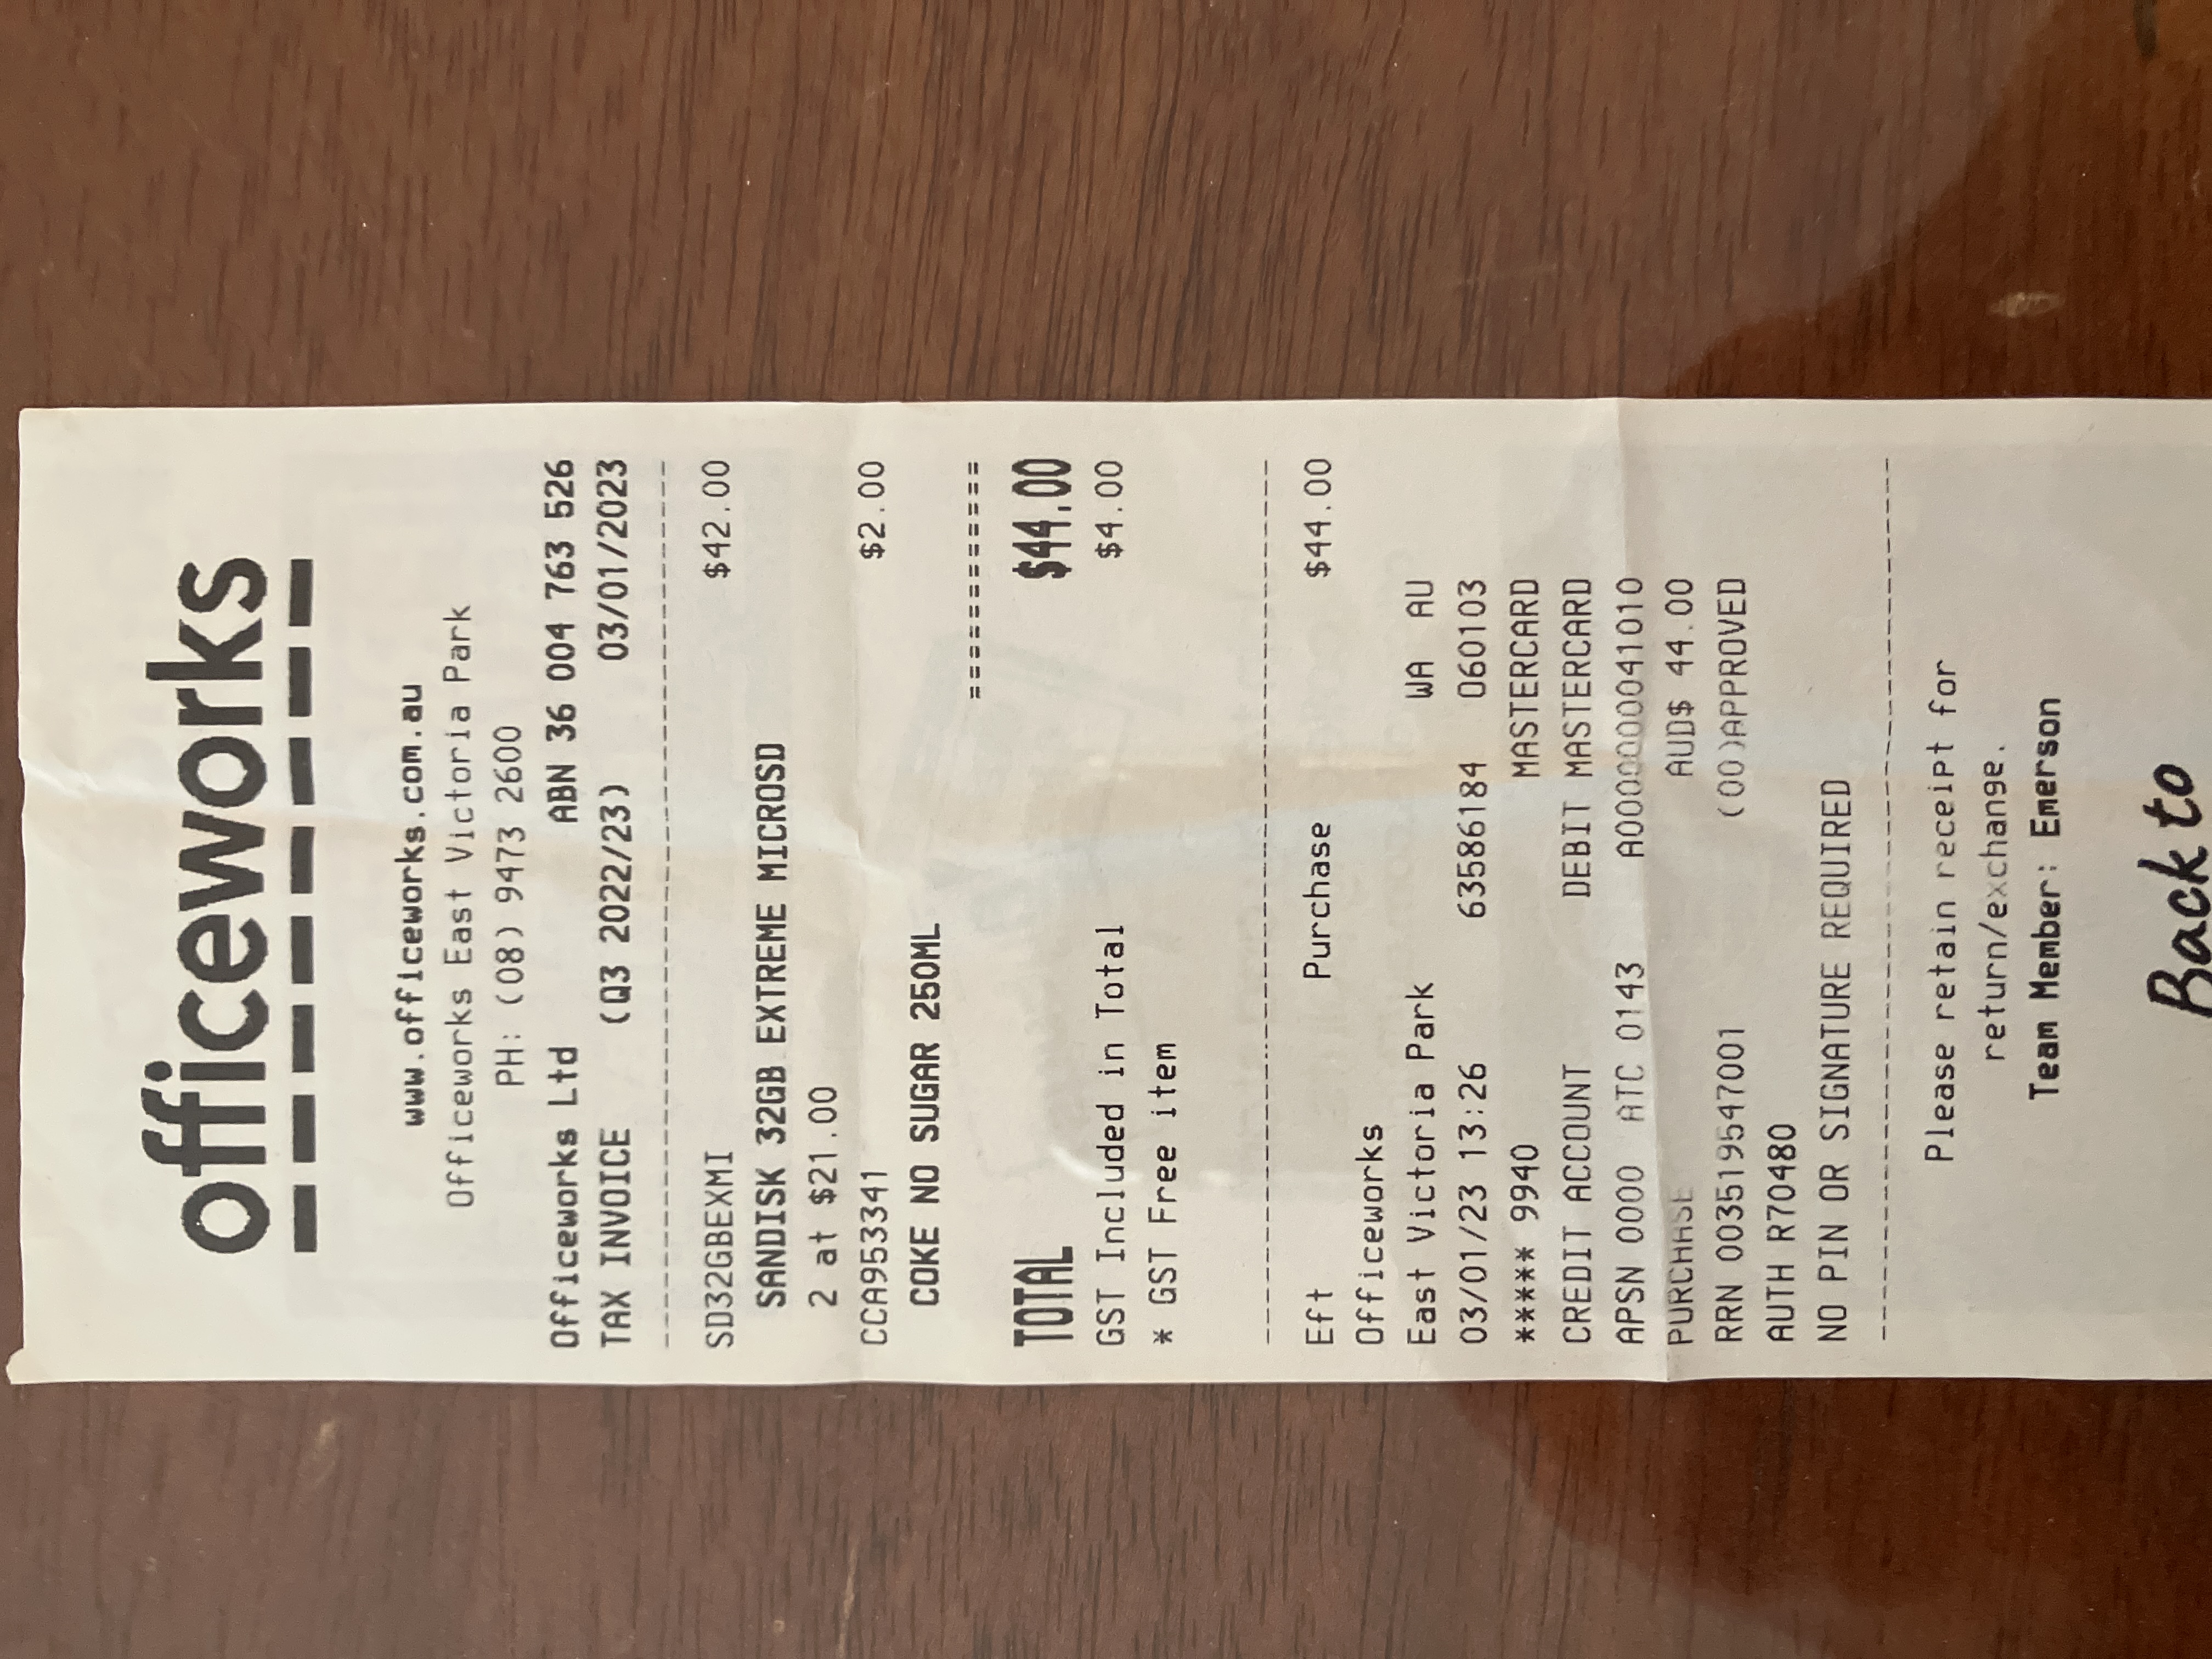 officeworks
www.officeworks.com.au
Officeworks East Victoria Park
PH: (08) 9473 2600
Officeworks Ltd ABN 36 004 763 526
TAX INVOICE (Q3 2022/23) 03/01/2023
SD32GBEXMI $42.00
SANDISK 32GB EXTREME MICROSD
2 at $21.00
CCA953341 $2.00
COKE NO SUGAR 250ML
============
TOTAL $44.00
GST Included in Total $4.00
* GST Free item
Eft Purchase $44.00
Officeworks
East Victoria Park WA AU
03/01/23 13:26 63586184 060103
***** 9940 MASTERCARD
CREDIT ACCOUNT DEBIT MASTERCARD
APSN 0000 ATC 0143 A0000000041010
PURCHASE AUD$ 44.00
RRN 003519547001 (00)APPROVED
AUTH R70480
NO PIN OR SIGNATURE REQUIRED
Please retain receipt for
return/exchange.
Team Member: Emerson
Back to